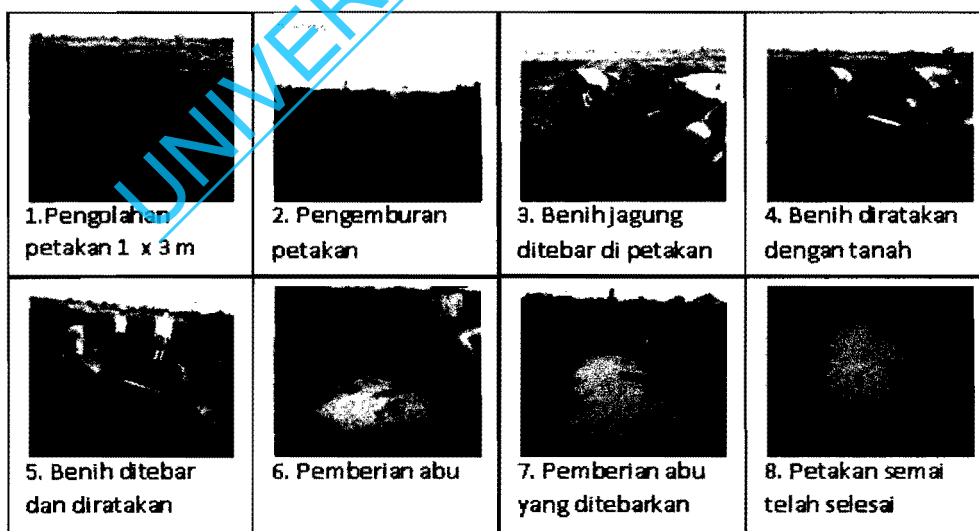 UNIVER
1.Pengolahan
petakan 1 x 3 m
2. Pengemburan
petakan
3. Benih jagung
ditebar di petakan
4. Benih diratakan
dengan tanah
5. Benih ditebar
dan diratakan
6. Pemberian abu
7. Pemberian abu
yang ditebarkan
8. Petakan semai
telah selesai